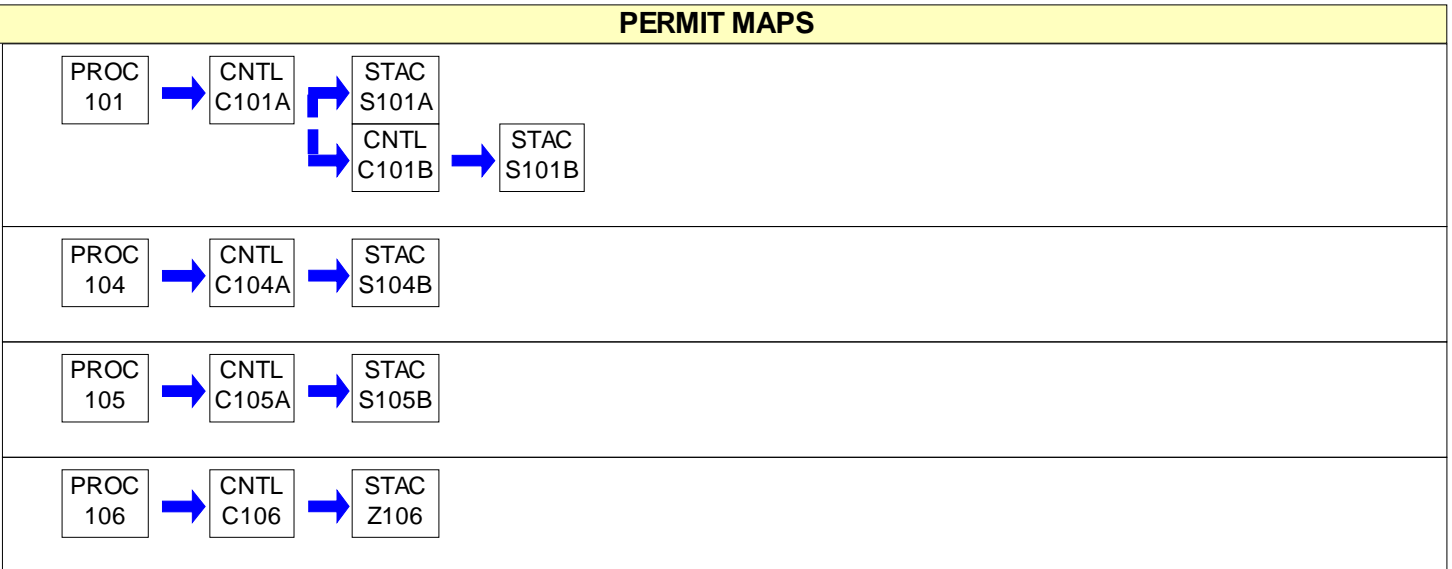 PERMIT MAPS
PROC
101
CNTL
C101A
STAC
S101A
CNTL
C101B
STAC
S101B
PROC
104
CNTL
C104A
STAC
S104B
PROC
105
CNTL
C105A
STAC
S105B
PROC
106
CNTL
C106
STAC
Z106